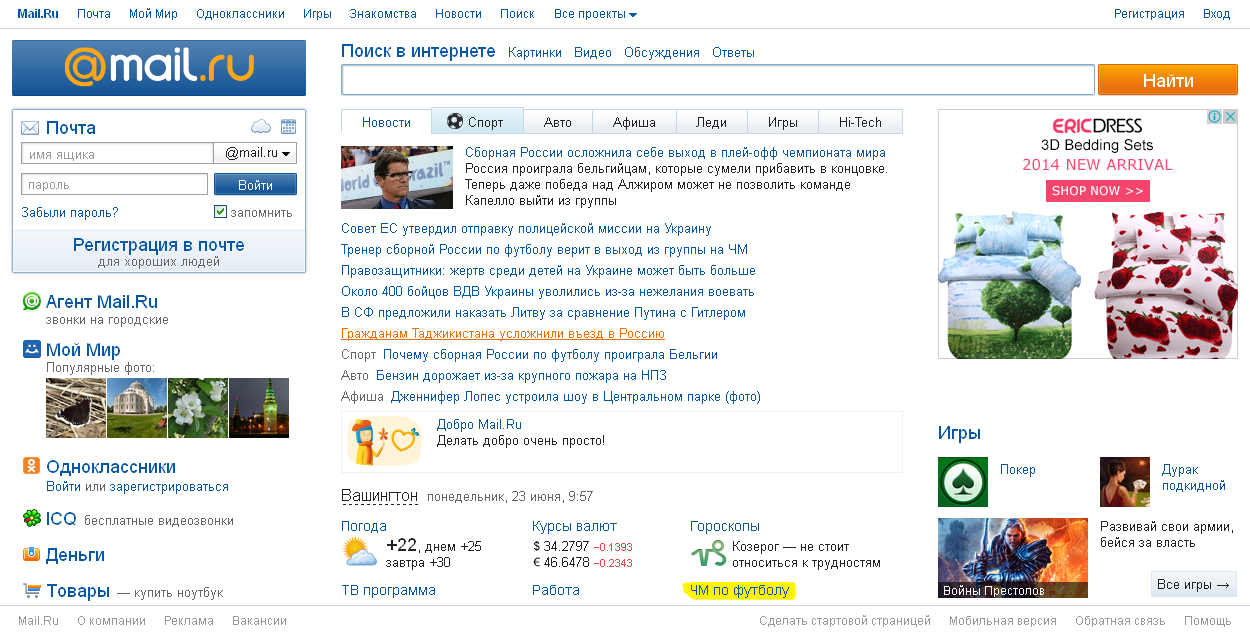 Mail.Ru Почта Мой Мир Одноклассники Игры Знакомства Новости Поиск Все проекты Регистрация Вход
@mail.ru
Почта
имя ящика @mail.ru
пароль Войти
Забыли пароль? запомнить
Регистрация в почте
для хороших людей
Агент Mail.Ru
звонки на городские
Мой Мир
Популярные фото:
Одноклассники
Войти или зарегистрироваться
ICQ бесплатные видеозвонки
Деньги
Товары — купить ноутбук
Поиск в интернете Картинки Видео Обсуждения Ответы
Найти
Новости Спорт Авто Афиша Леди Игры Hi-Tech
World Cup
Brazil™
Сборная России осложнила себе выход в плей-офф чемпионата мира
Россия проиграла бельгийцам, которые сумели прибавить в концовке.
Теперь даже победа над Алжиром может не позволить команде
Капелло выйти из группы
Совет ЕС утвердил отправку полицейской миссии на Украину
Тренер сборной России по футболу верит в выход из группы на ЧМ
Правозащитники: жертв среди детей на Украине может быть больше
Около 400 бойцов ВДВ Украины уволились из-за нежелания воевать
В СФ предложили наказать Литву за сравнение Путина с Гитлером
Гражданам Таджикистана усложнили въезд в Россию
Спорт Почему сборная России по футболу проиграла Бельгии
Авто Бензин дорожает из-за крупного пожара на НПЗ
Афиша Дженнифер Лопес устроила шоу в Центральном парке (фото)
Добро Mail.Ru
Делать добро очень просто!
Вашингтон понедельник, 23 июня, 9:57
Погода
+22, днем +25
завтра +30
ТВ программа
Курсы валют
$ 34.2797 −0.1393
€ 46.6478 −0.2343
Работа
Гороскопы
Козерог — не стоит
относиться к трудностям
ЧМ по футболу
ERICDRESS
3D Bedding Sets
2014 NEW ARRIVAL
SHOP NOW >>
Игры
Покер
Дурак
подкидной
Войны Престолов
Развивай свои армии,
бейся за власть
Все игры →
Mail.Ru О компании Реклама Вакансии Сделать стартовой страницей Мобильная версия Обратная связь Помощь